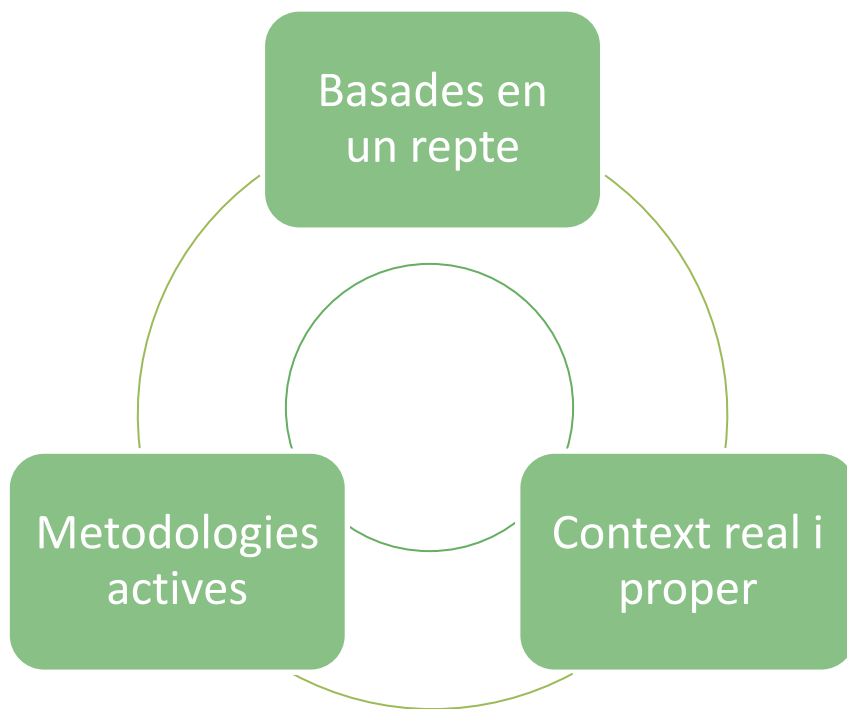 Basades en
un repte
Metodologies
actives
Context real i
proper